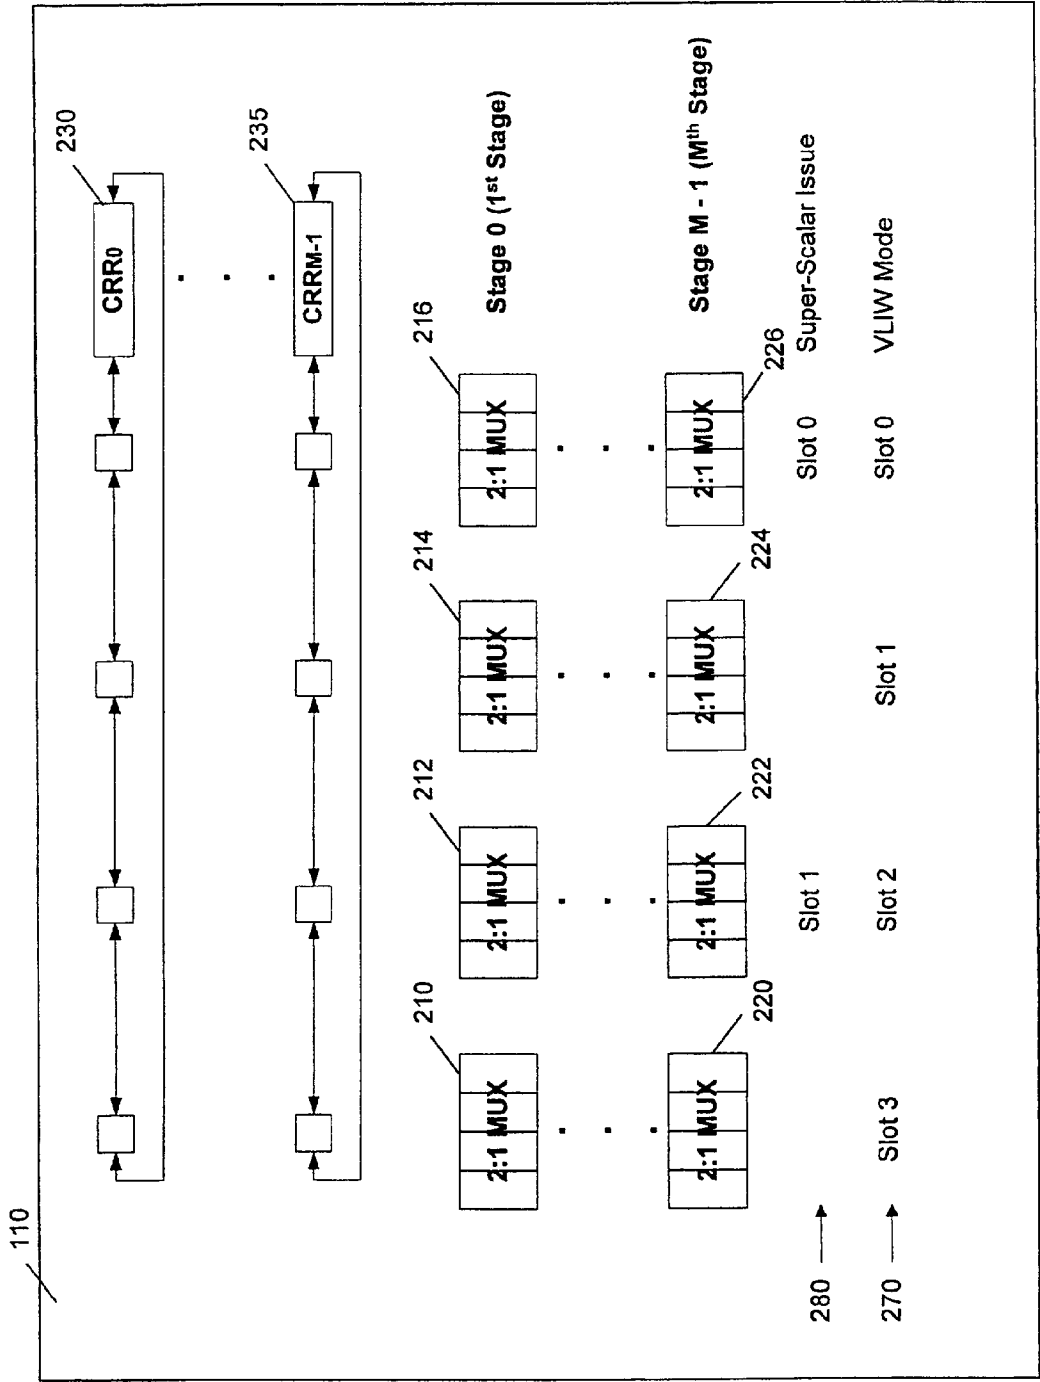 110
230
CRR0
235
CRRM-1
210
212
214
216
2:1 MUX
2:1 MUX
2:1 MUX
2:1 MUX
Stage 0 (1st Stage)
2:1 MUX
2:1 MUX
2:1 MUX
2:1 MUX
Stage M - 1 (Mth Stage)
220
222
224
226
280
Slot 1
Slot 0
Super-Scalar Issue
270
Slot 3
Slot 2
Slot 1
Slot 0
VLIW Mode